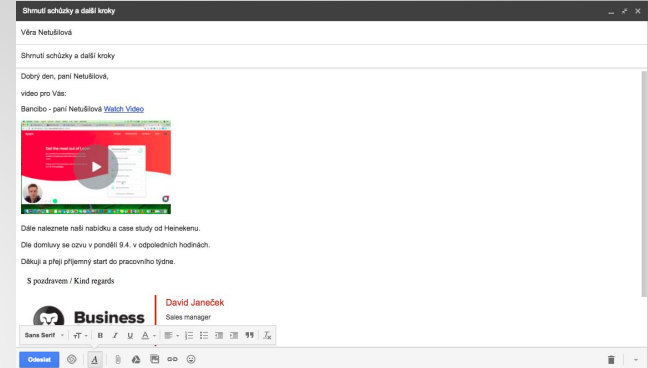 Shrnutí schůzky a další kroky
Věra Netušilová
Shrnutí schůzky a další kroky
Dobrý den, paní Netušilová,
video pro Vás:
Bancibo - paní Netušilová Watch Video
Dále naleznete naší nabídku a case study od Heinekenu.
Dle domluvy se ozvu v pondělí 9.4. v odpoledních hodinách.
Děkuji a přeji příjemný start do pracovního týdne.
S pozdravem / Kind regards
David Janeček
Business
Sales manager
Sans Serif
Odeslat